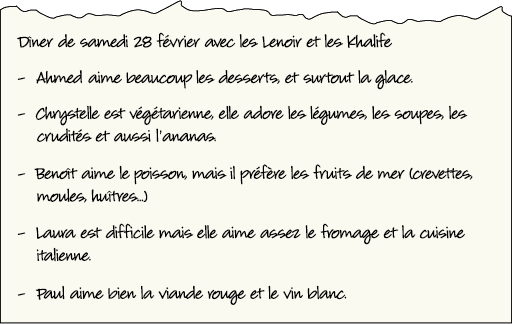 Diner de samedi 28 février avec les Lenoir et les Khalife
- Ahmed aime beaucoup les desserts, et surtout la glace.
- Chrystelle est végétarienne, elle adore les légumes, les soupes, les
crudités et aussi l'ananas.
- Benoît aime le poisson, mais il préfère les fruits de mer (crevettes,
moules, huîtres...)
- Laura est difficile mais elle aime assez le fromage et la cuisine
italienne.
- Paul aime bien la viande rouge et le vin blanc.